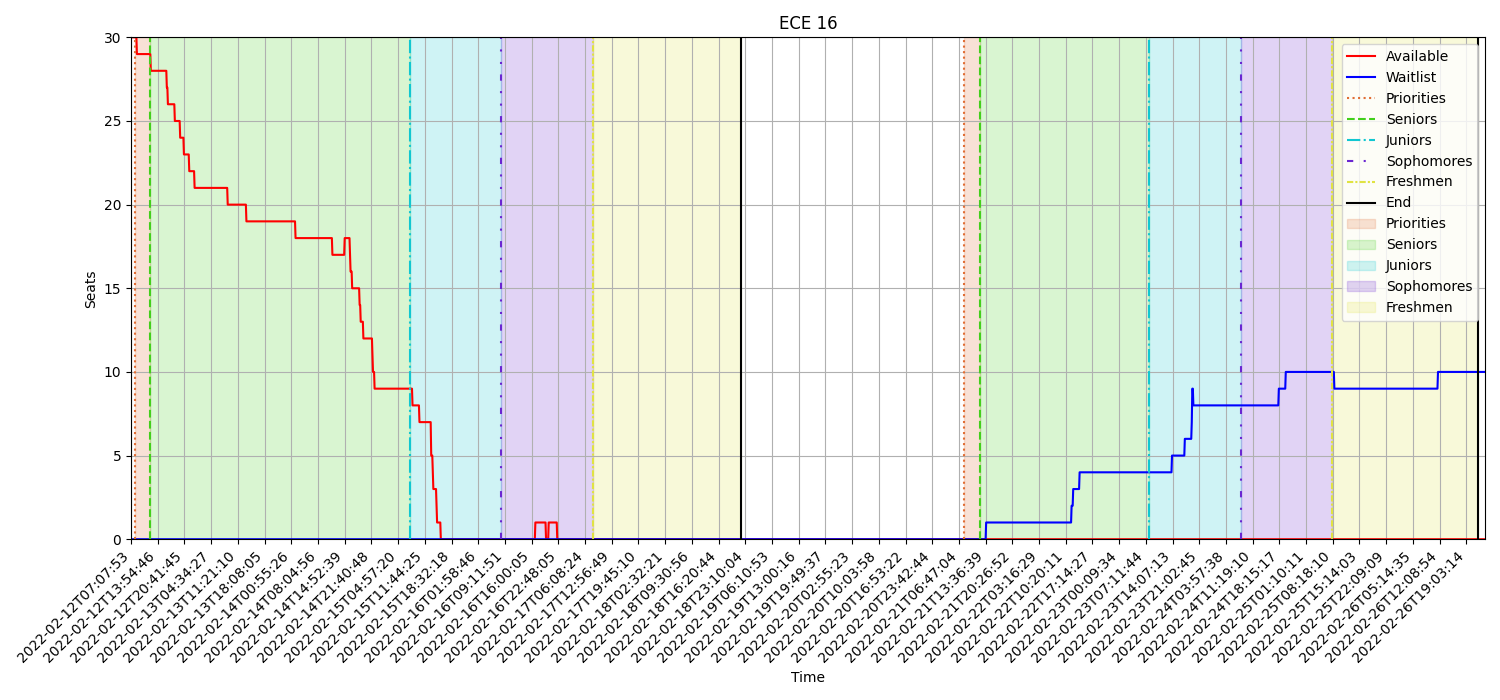 ECE 16
30
25
20
15
10
5
0
Seats
Available
Waitlist
Priorities
Seniors
Juniors
Sophomores
Freshmen
End
Priorities
Seniors
Juniors
Sophomores
Freshmen
2022-02-12T07:07:53
2022-02-12T13:54:46
2022-02-12T20:41:45
2022-02-13T04:34:27
2022-02-13T11:21:10
2022-02-13T18:08:05
2022-02-14T00:55:26
2022-02-14T08:04:56
2022-02-14T14:52:39
2022-02-14T21:40:48
2022-02-15T04:57:20
2022-02-15T11:44:25
2022-02-15T18:32:18
2022-02-16T01:58:46
2022-02-16T09:11:51
2022-02-16T16:00:05
2022-02-16T22:48:05
2022-02-17T06:08:24
2022-02-17T12:56:49
2022-02-17T19:45:10
2022-02-18T02:32:21
2022-02-18T09:30:56
2022-02-18T16:20:44
2022-02-18T23:10:04
2022-02-19T06:10:53
2022-02-19T13:00:16
2022-02-19T19:49:37
2022-02-20T02:55:23
2022-02-20T10:03:58
2022-02-20T16:53:22
2022-02-20T23:42:44
2022-02-21T06:47:04
2022-02-21T13:36:39
2022-02-21T20:26:52
2022-02-22T03:16:29
2022-02-22T10:20:11
2022-02-22T17:14:27
2022-02-23T00:09:34
2022-02-23T07:11:44
2022-02-23T14:07:13
2022-02-23T21:02:45
2022-02-24T03:57:38
2022-02-24T11:19:10
2022-02-24T18:15:17
2022-02-25T01:10:11
2022-02-25T08:18:10
2022-02-25T15:14:03
2022-02-25T22:09:09
2022-02-26T05:14:35
2022-02-26T12:08:54
2022-02-26T19:03:14
Time